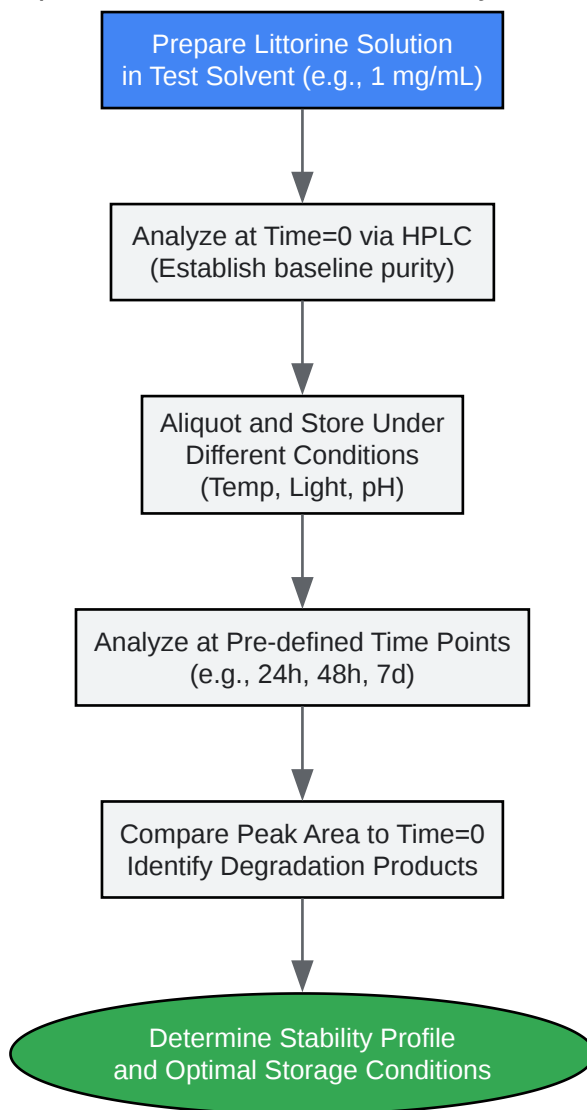 Prepare Littorine Solution
in Test Solvent (e.g., 1 mg/mL)
Analyze at Time=0 via HPLC
(Establish baseline purity)
Aliquot and Store Under
Different Conditions
(Temp, Light, pH)
Analyze at Pre-defined Time Points
(e.g., 24h, 48h, 7d)
Compare Peak Area to Time=0
Identify Degradation Products
Determine Stability Profile
and Optimal Storage Conditions